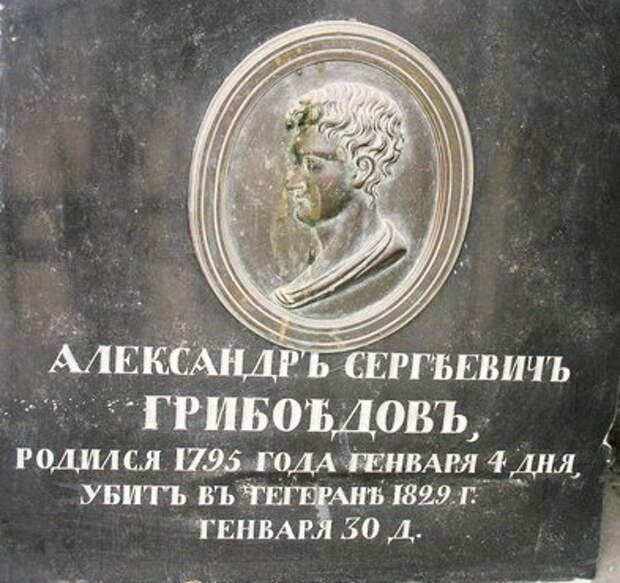 АЛЕКСАНДРЪ СЕРГѢЕВИЧЪ
ГРИБОѢДОВЪ,
РОДИЛСЯ 1795 ГОДА ГЕНВАРЯ 4 ДНЯ,
УБИТЪ ВЪ ТЕГЕРАНѢ 1829 Г.
ГЕНВАРЯ 30 Д.